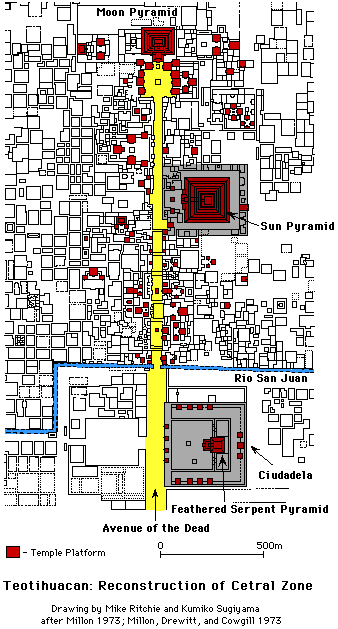 Moon Pyramid
Sun Pyramid
Rio San Juan
Ciudadela
Feathered Serpent Pyramid
Avenue of the Dead
- Temple Platform
0 500m
Teotihuacan: Reconstruction of Cetral Zone
Drawing by Mike Ritchie and Kumiko Sugiyama
after Millon 1973; Millon, Drewitt, and Cowgill 1973